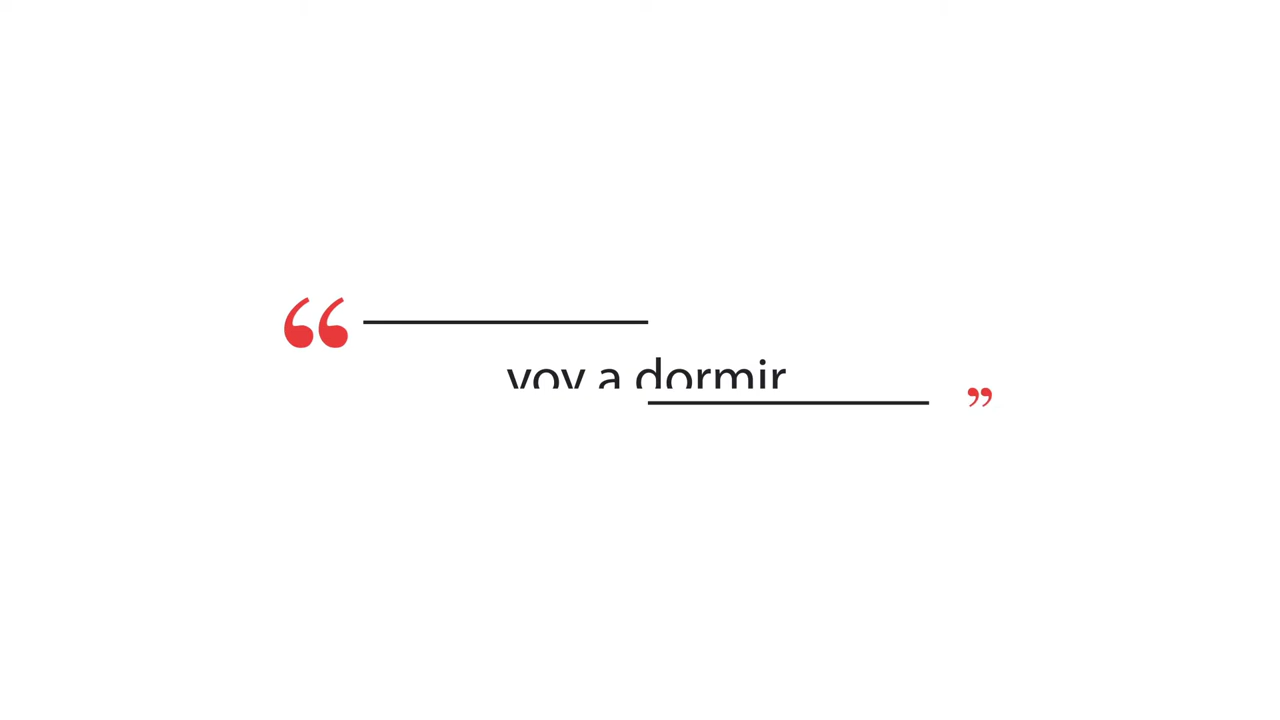 “
voy a dormir
”